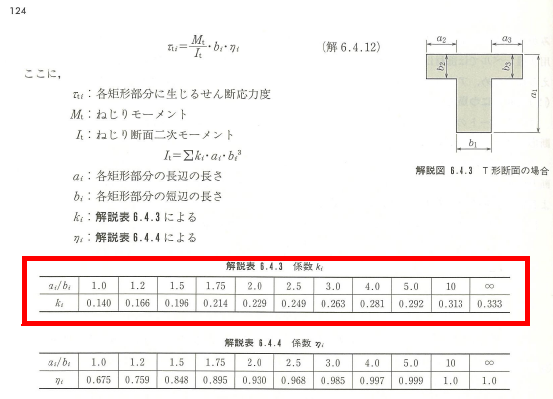 124
τti=Mt/It・bi・ηi (解 6.4.12)
ここに，
τti：各矩形部分に生じるせん断応力度
Mt：ねじりモーメント
It：ねじり断面二次モーメント
It=∑ki・ai・bi³
ai：各矩形部分の長辺の長さ
bi：各矩形部分の短辺の長さ
ki：解説表 6.4.3 による
ηi：解説表 6.4.4 による
a2 a3
b2 b3 a1
b1
解説図 6.4.3 T 形断面の場合
解説表 6.4.3 係数 ki
ai/bi 1.0 1.2 1.5 1.75 2.0 2.5 3.0 4.0 5.0 10 ∞
ki 0.140 0.166 0.196 0.214 0.229 0.249 0.263 0.281 0.292 0.313 0.333
解説表 6.4.4 係数 ηi
ai/bi 1.0 1.2 1.5 1.75 2.0 2.5 3.0 4.0 5.0 10 ∞
ηi 0.675 0.759 0.848 0.895 0.930 0.968 0.985 0.997 0.999 1.0 1.0